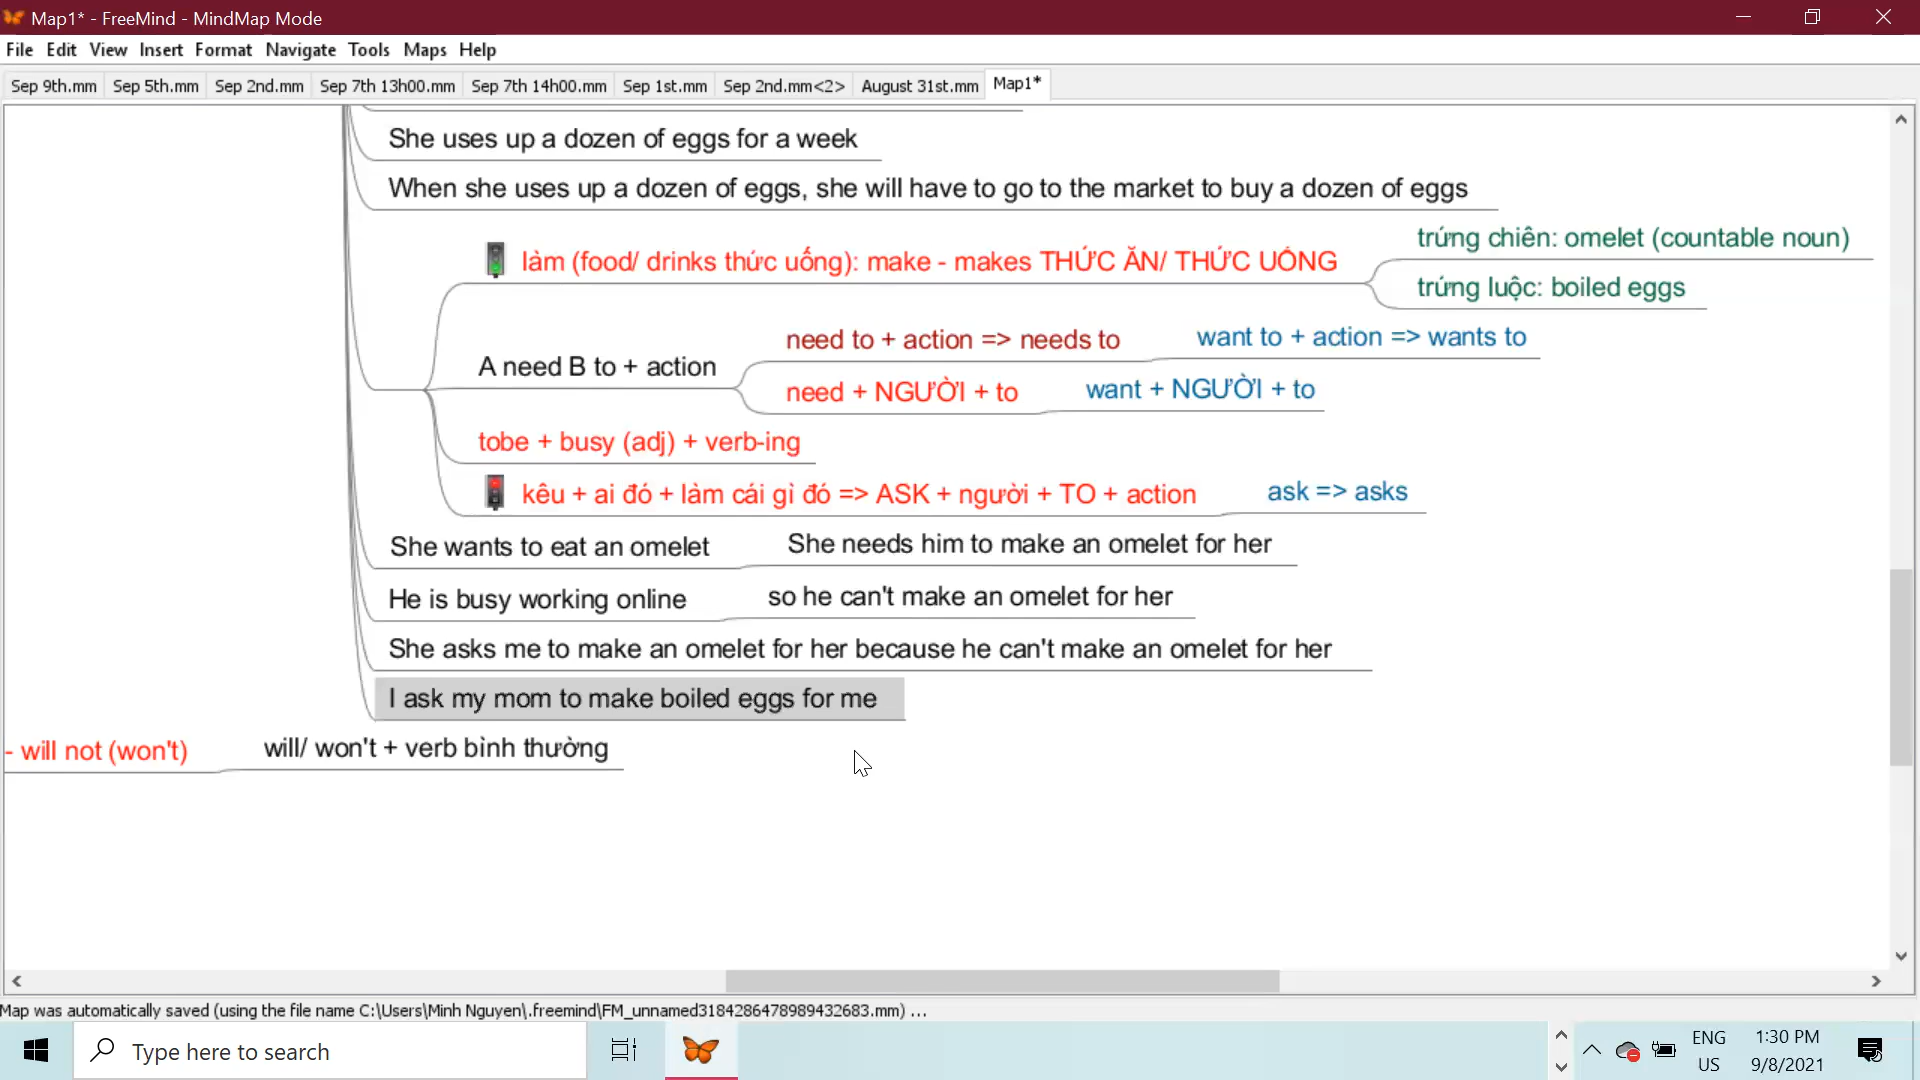 Map1* - FreeMind - MindMap Mode
File Edit View Insert Format Navigate Tools Maps Help
Sep 9th.mm Sep 5th.mm Sep 2nd.mm Sep 7th 13h00.mm Sep 7th 14h00.mm Sep 1st.mm Sep 2nd.mm<2> August 31st.mm Map1*
She uses up a dozen of eggs for a week
When she uses up a dozen of eggs, she will have to go to the market to buy a dozen of eggs
làm (food/ drinks thức uống): make - makes THỨC ĂN/ THỨC UỐNG
trứng chiên: omelet (countable noun)
trứng luộc: boiled eggs
A need B to + action
need to + action => needs to
want to + action => wants to
need + NGƯỜI + to
want + NGƯỜI + to
tobe + busy (adj) + verb-ing
kêu + ai đó + làm cái gì đó => ASK + người + TO + action
ask => asks
She wants to eat an omelet
She needs him to make an omelet for her
He is busy working online
so he can't make an omelet for her
She asks me to make an omelet for her because he can't make an omelet for her
I ask my mom to make boiled eggs for me
- will not (won't)
will/ won't + verb bình thường
Map was automatically saved (using the file name C:\Users\Minh Nguyen\.freemind\FM_unnamed3184286478989432683.mm) ...
Type here to search
ENG
US
1:30 PM
9/8/2021